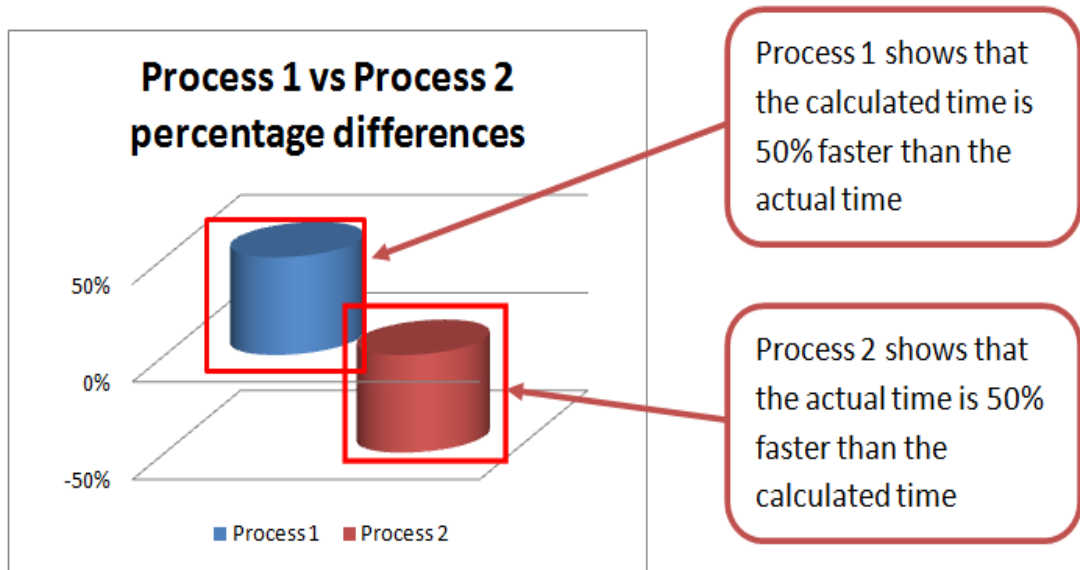 Process 1 vs Process 2
percentage differences
50%
0%
-50%
Process 1 Process 2
Process 1 shows that
the calculated time is
50% faster than the
actual time
Process 2 shows that
the actual time is 50%
faster than the
calculated time